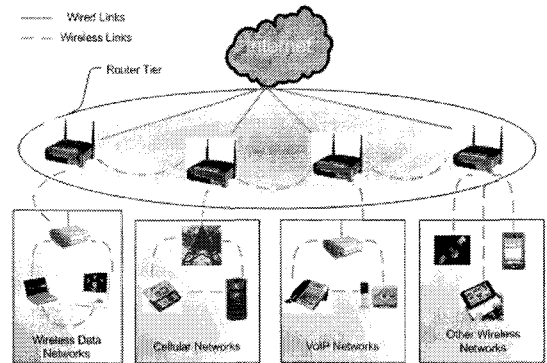 Wired Links
Wireless Links
Internet
Router Tier
Wireless Data
Networks
Cellular Networks
VoIP Networks
Other Wireless
Networks